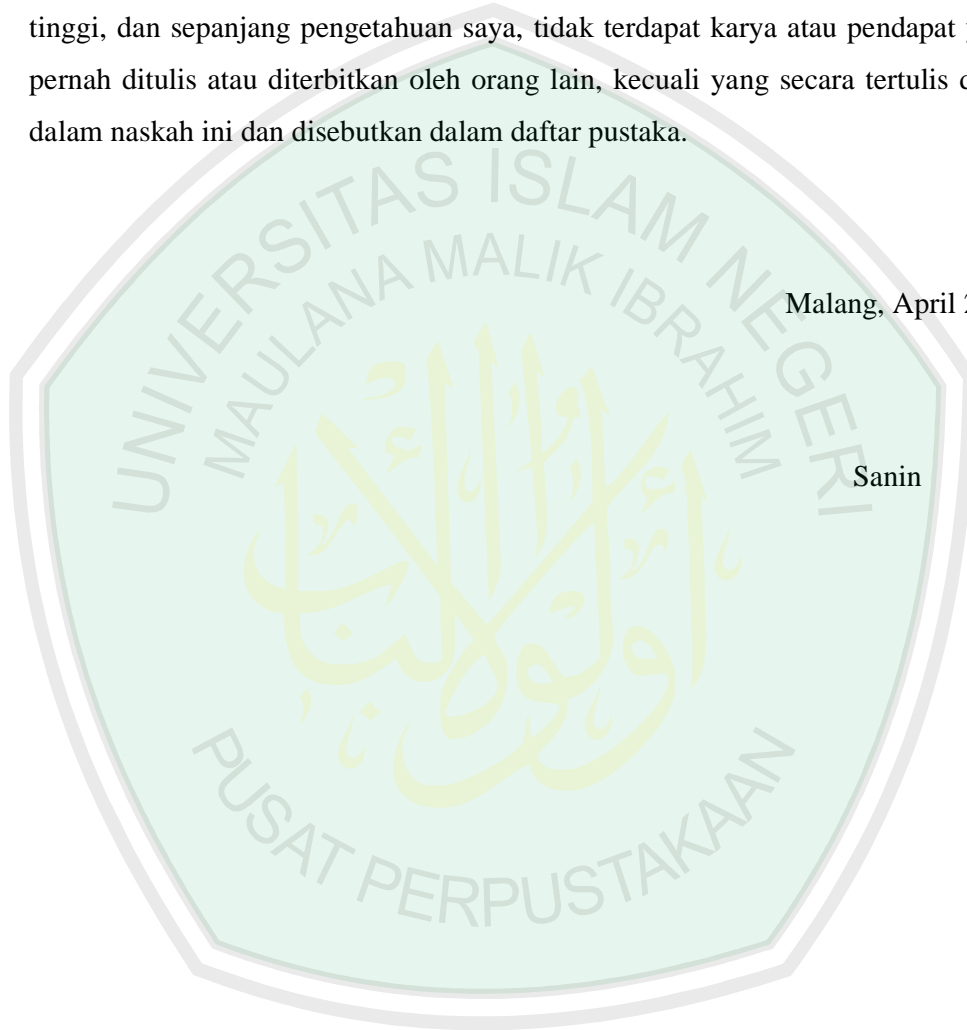 tinggi, dan sepanjang pengetahuan saya, tidak terdapat karya atau pendapat
pernah ditulis atau diterbitkan oleh orang lain, kecuali yang secara tertulis
dalam naskah ini dan disebutkan dalam daftar pustaka.
UNIVERSITAS ISLAM NEGERI
MAULANA MALIK IBRAHIM
Malang, April
Sanin
أولوا الألباب
PUSAT PERPUSTAKAAN